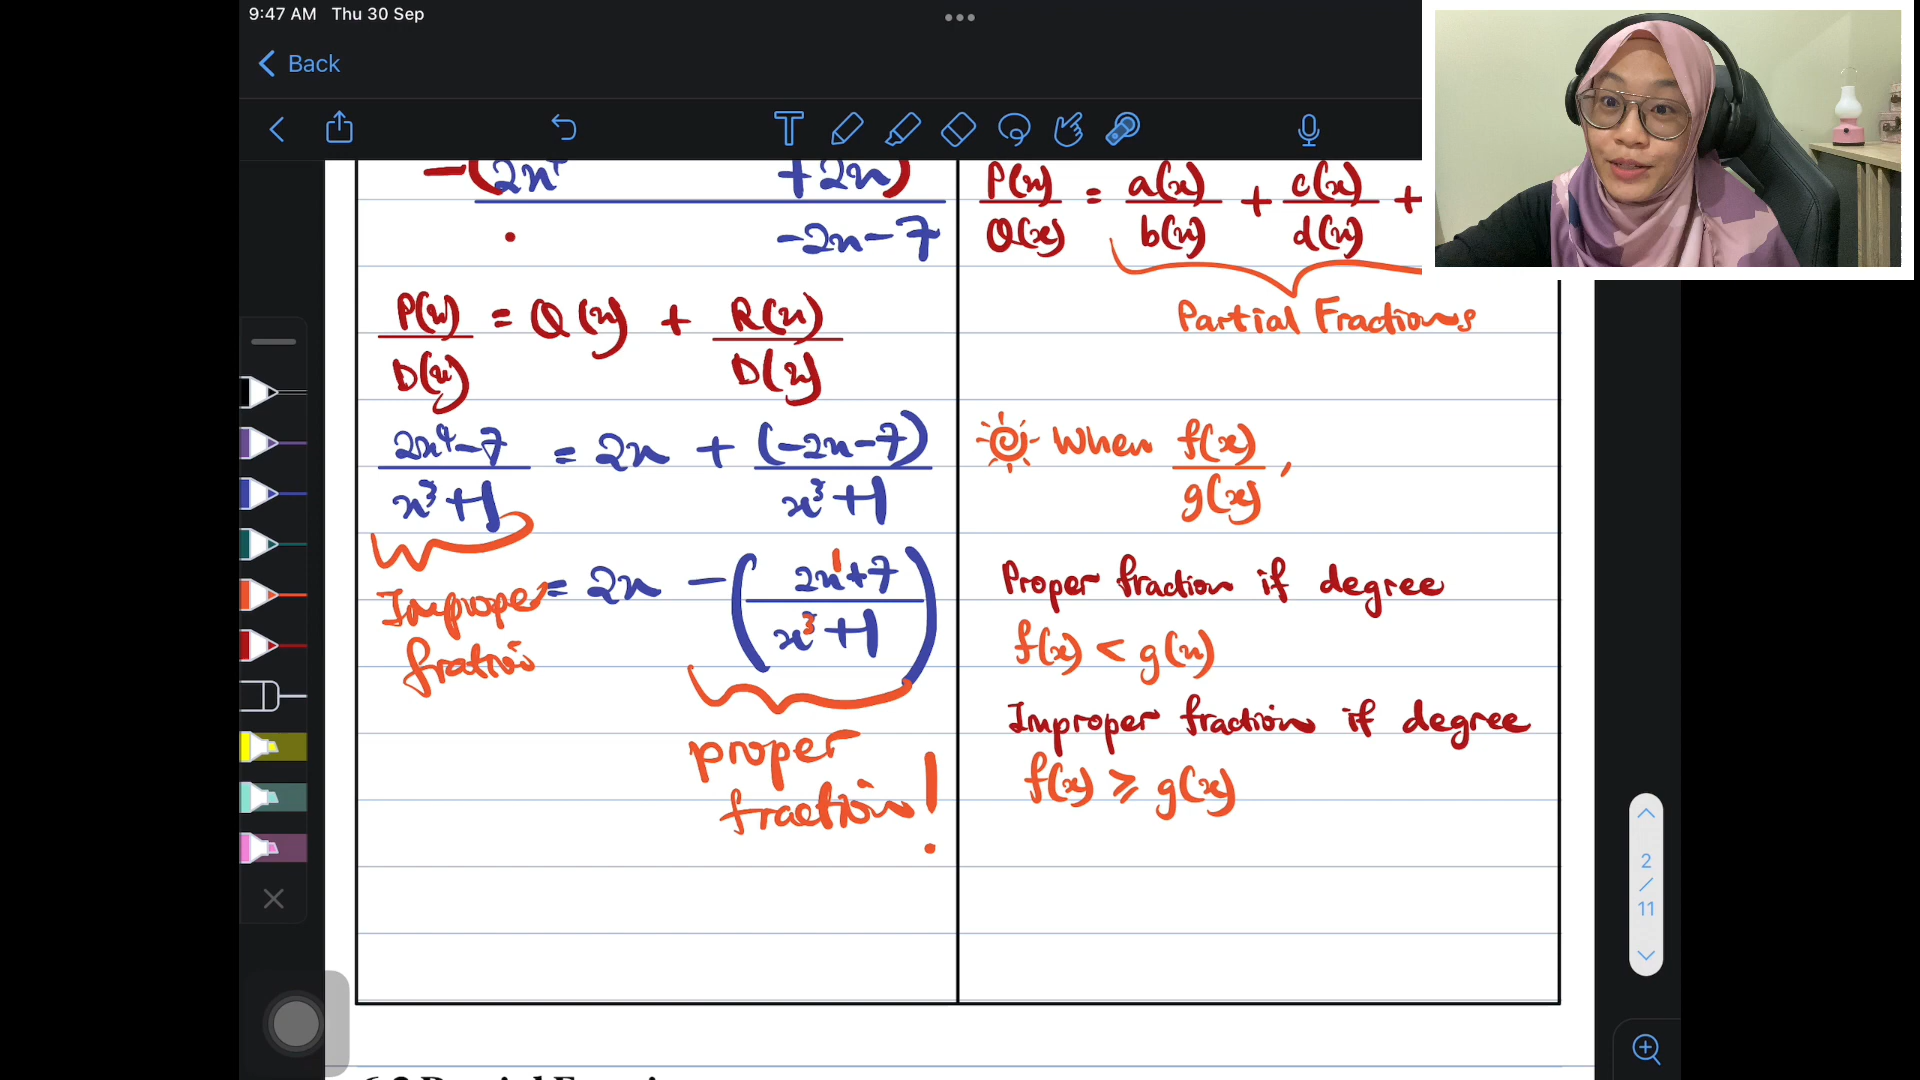 9:47 AM Thu 30 Sep
Back
-(2x⁴ +2x)
-2x-7
P(x)/D(x) = Q(x) + R(x)/D(x)
2x⁴-7/x³+1 = 2x + (-2x-7)/x³+1
= 2x - (2x¹+7/x³+1)
Improper
fration
proper
fraction!
P(x)/Q(x) = a(x)/b(x) + c(x)/d(x) +
Partial Fractions
When f(x)/g(x),
Proper fraction if degree
f(x) < g(x)
Improper fraction if degree
f(x) ⩾ g(x)
2
/
11